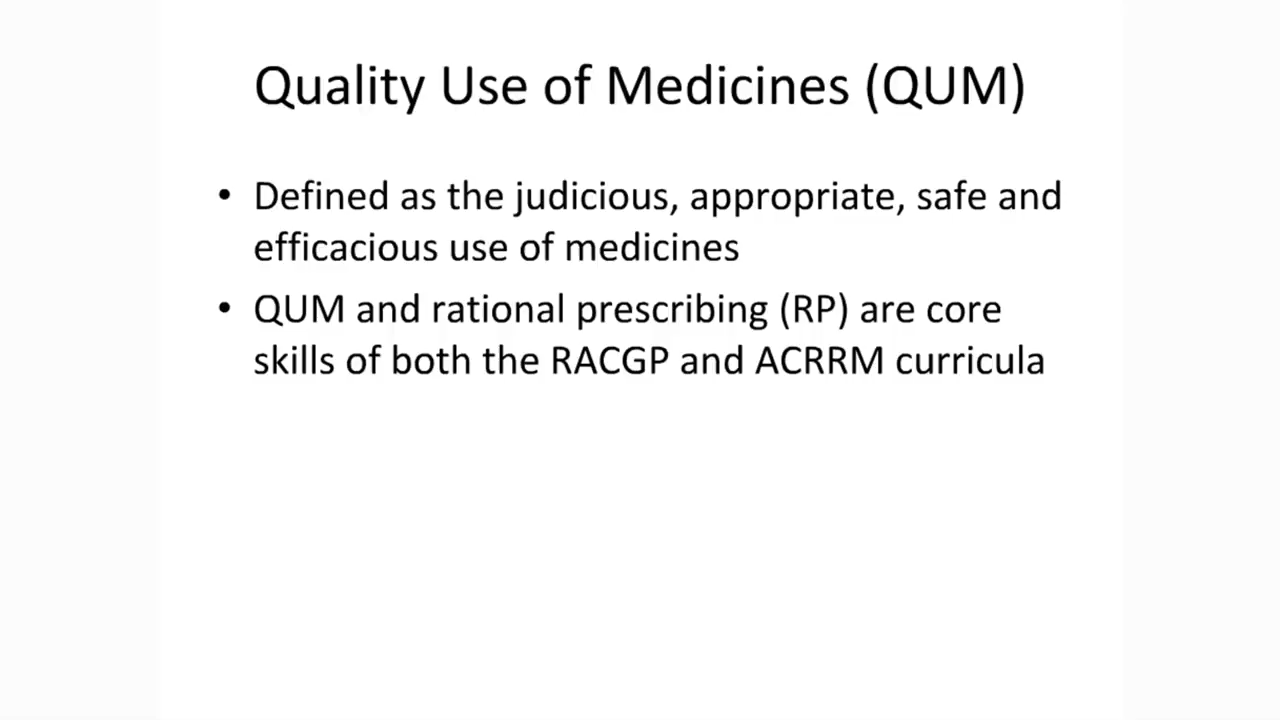 Quality Use of Medicines (QUM)
• Defined as the judicious, appropriate, safe and
efficacious use of medicines
• QUM and rational prescribing (RP) are core
skills of both the RACGP and ACRRM curricula